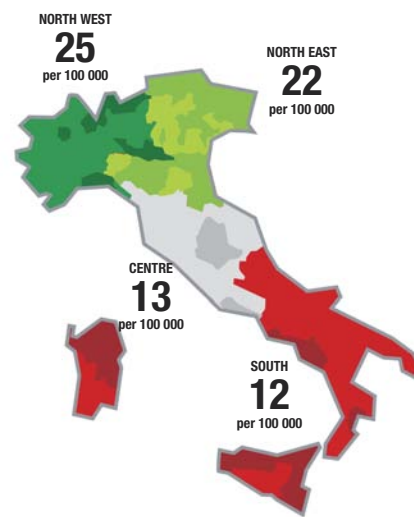 NORTH WEST
25
per 100 000
NORTH EAST
22
per 100 000
CENTRE
13
per 100 000
SOUTH
12
per 100 000